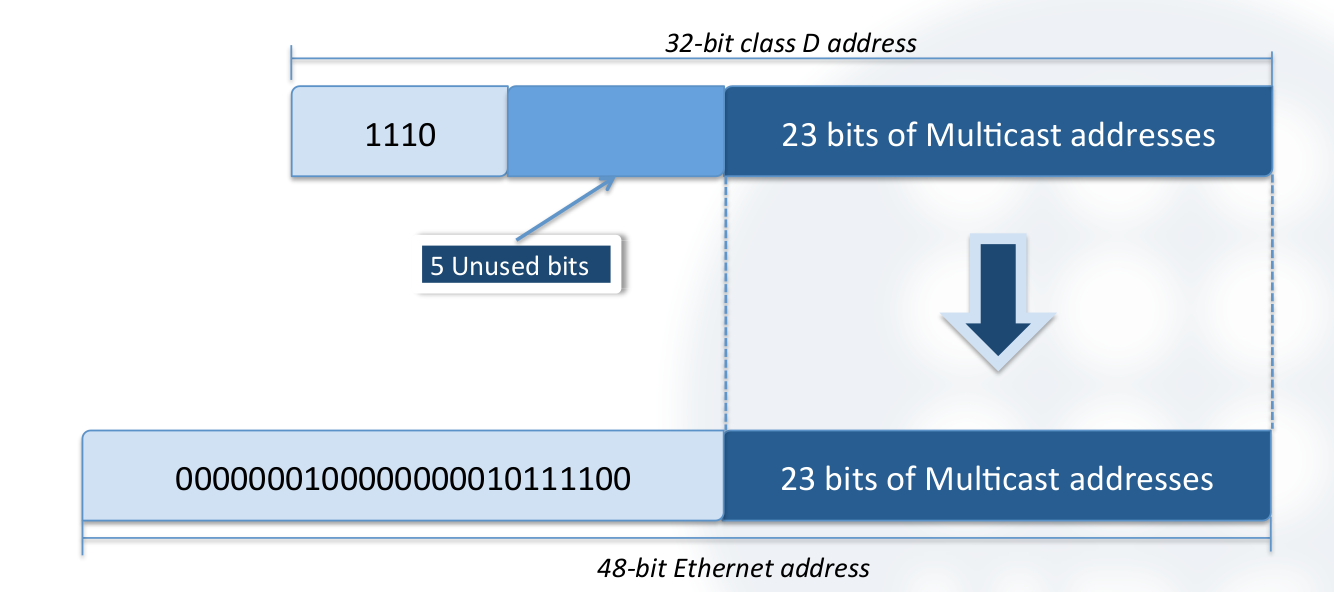 32-bit class D address
1110
23 bits of Multicast addresses
5 Unused bits
0000000100000000010111100
23 bits of Multicast addresses
48-bit Ethernet address